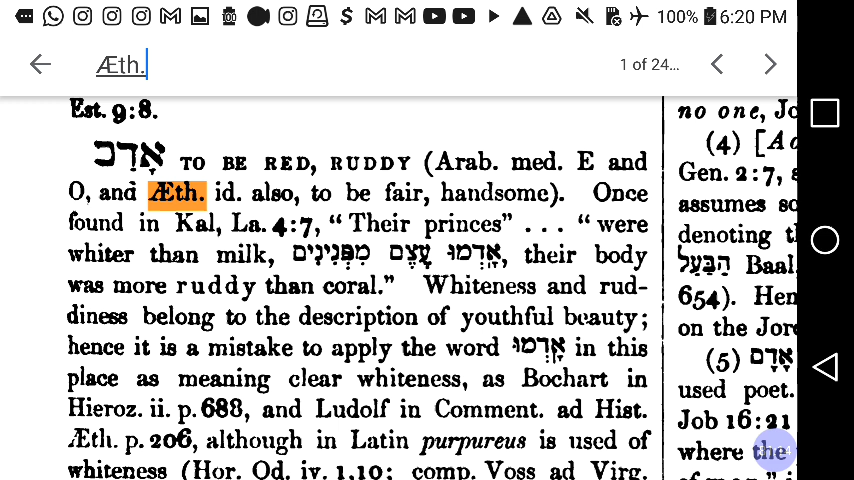 100% 6:20 PM
Æth.
1 of 24...
Est. 9:8.
אָדַם TO BE RED, RUDDY (Arab. med. E and
O, and Æth. id. also, to be fair, handsome). Once
found in Kal, La. 4:7, “Their princes” ... “were
whiter than milk, אָֽדְמוּ עֶצֶם מִפְּנִינִים, their body
was more ruddy than coral.” Whiteness and rud-
diness belong to the description of youthful beauty;
hence it is a mistake to apply the word אָֽדְמוּ in this
place as meaning clear whiteness, as Bochart in
Hieroz. ii. p. 688, and Ludolf in Comment. ad Hist.
Æth. p. 206, although in Latin purpureus is used of
whiteness (Hor. Od. iv. 1, 10; comp. Voss ad Virg.
no one, Jo
(4) [A
Gen. 2:7,
assumes so
denoting t
הַבַּעַל Baal
654). Hen
on the Jor
(5) אָדָם
used poet.
Job 16:21
where the